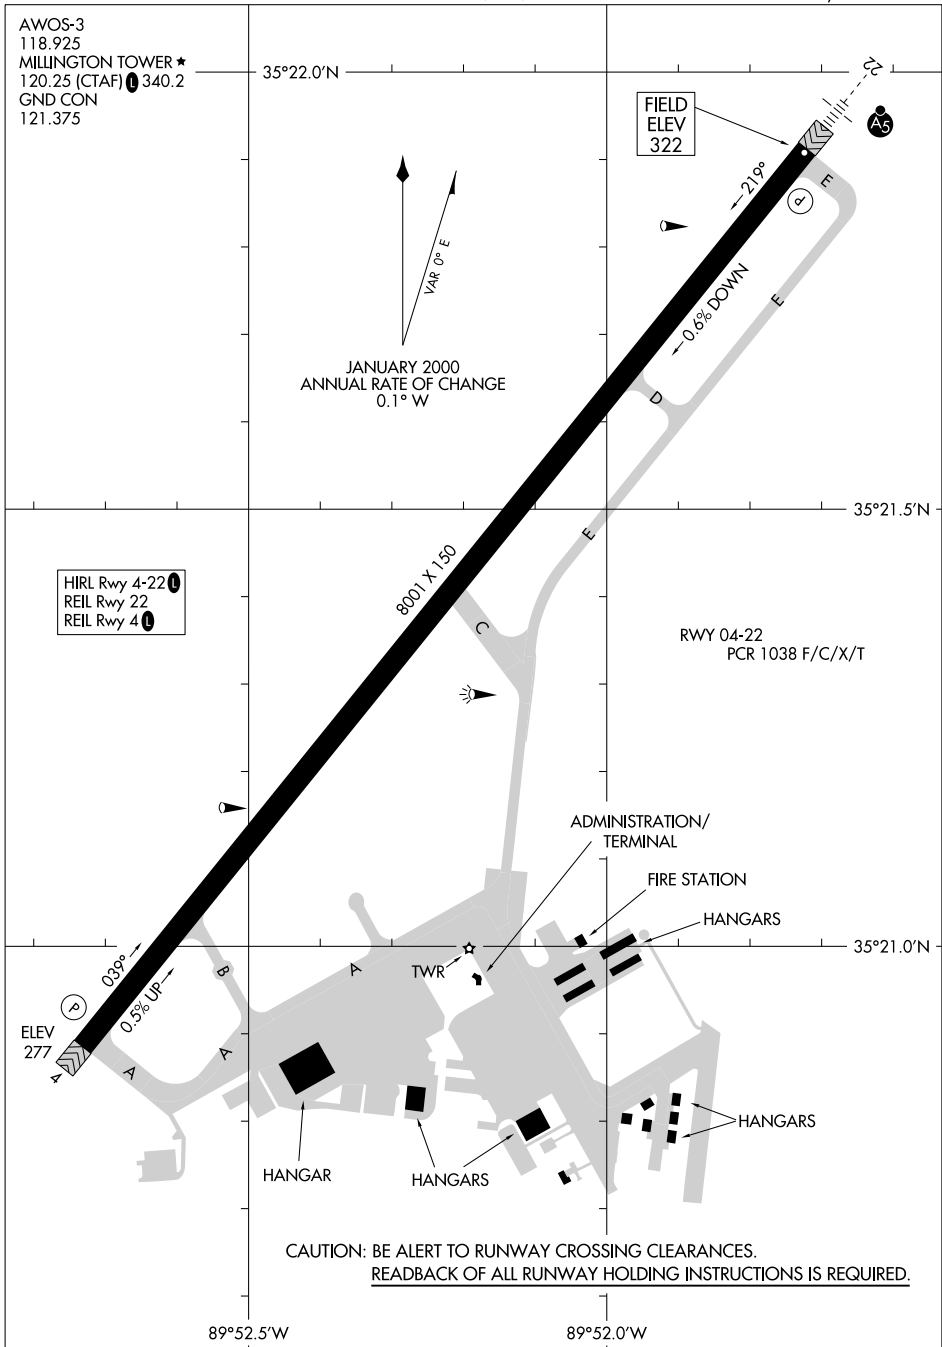 AWOS-3
118.925
MILLINGTON TOWER ★
120.25 (CTAF) L 340.2
GND CON
121.375
35°22.0'N
22
FIELD
ELEV
322
A5
219°
E
P
VAR 0° E
0.6% DOWN
E
JANUARY 2000
ANNUAL RATE OF CHANGE
0.1° W
D
35°21.5'N
E
8001 X 150
HIRL Rwy 4-22 L
REIL Rwy 22
REIL Rwy 4 L
C
RWY 04-22
PCR 1038 F/C/X/T
ADMINISTRATION/
TERMINAL
FIRE STATION
HANGARS
35°21.0'N
039°
B
A
TWR
0.5% UP
P
ELEV
277
A
A
4
HANGAR
HANGARS
HANGARS
CAUTION: BE ALERT TO RUNWAY CROSSING CLEARANCES.
READBACK OF ALL RUNWAY HOLDING INSTRUCTIONS IS REQUIRED.
89°52.5'W
89°52.0'W